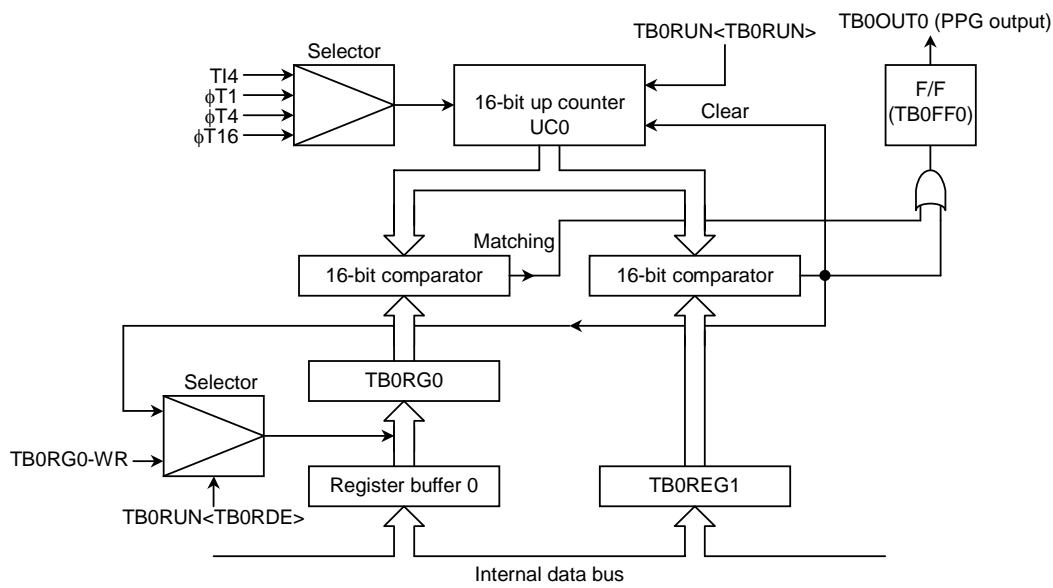 TB0OUT0 (PPG output)
TB0RUN<TB0RUN>
Selector
TI4
ϕT1
ϕT4
ϕT16
16-bit up counter
UC0
Clear
F/F
(TB0FF0)
Matching
16-bit comparator
16-bit comparator
TB0RG0
Selector
TB0RG0-WR
TB0RUN<TB0RDE>
Register buffer 0
TB0REG1
Internal data bus